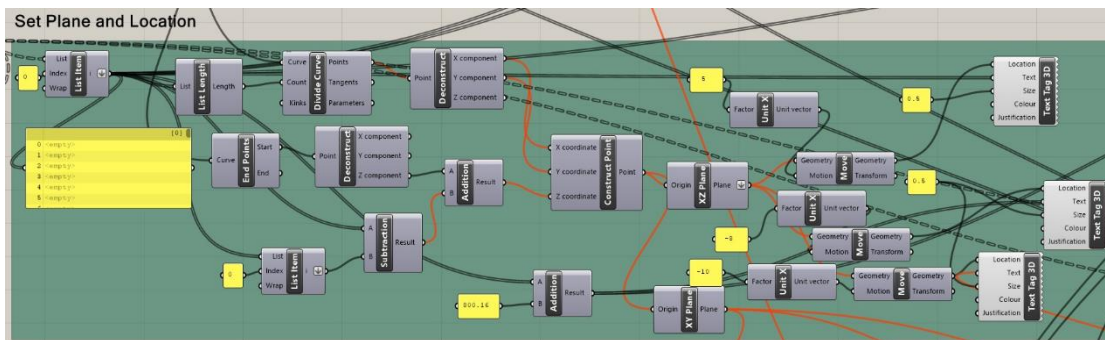 Set Plane and Location
0
List
Index
Wrap
List Item
i
List
List Length
Length
Curve
Count
Kinks
Divide Curve
Points
Tangents
Parameters
Point
Deconstruct
X component
Y component
Z component
Factor
Unit X
Unit vector
0.5
Location
Text
Size
Colour
Justification
Text Tag 3D
{0}
0 <empty>
1 <empty>
2 <empty>
3 <empty>
4 <empty>
5 <empty>
Curve
End Points
Start
End
Point
Deconstruct
X component
Y component
Z component
A
B
Addition
Result
X coordinate
Y coordinate
Z coordinate
Construct Point
Point
Origin
XZ Plane
Plane
Geometry
Motion
Move
Geometry
Transform
0.5
Factor
Unit X
Unit vector
Location
Text
Size
Colour
Justification
Text Tag 3D
A
B
Subtraction
Result
Geometry
Motion
Move
Geometry
Transform
0
List
Index
Wrap
List Item
i
800.16
A
B
Addition
Result
-10
Factor
Unit X
Unit vector
XY Plane
Plane
Geometry
Motion
Move
Geometry
Transform
Location
Text
Size
Colour
Justification
Text Tag 3D